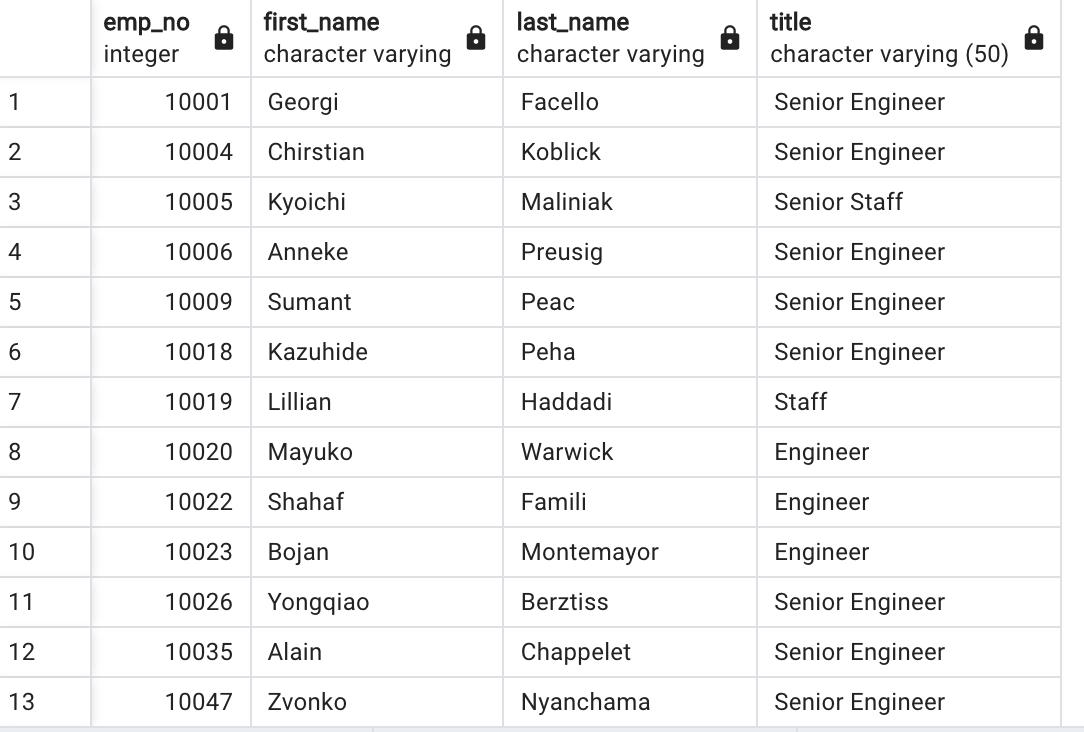 emp_no first_name last_name title
integer character varying character varying character varying (50)
1 10001 Georgi Facello Senior Engineer
2 10004 Chirstian Koblick Senior Engineer
3 10005 Kyoichi Maliniak Senior Staff
4 10006 Anneke Preusig Senior Engineer
5 10009 Sumant Peac Senior Engineer
6 10018 Kazuhide Peha Senior Engineer
7 10019 Lillian Haddadi Staff
8 10020 Mayuko Warwick Engineer
9 10022 Shahaf Famili Engineer
10 10023 Bojan Montemayor Engineer
11 10026 Yongqiao Berztiss Senior Engineer
12 10035 Alain Chappelet Senior Engineer
13 10047 Zvonko Nyanchama Senior Engineer